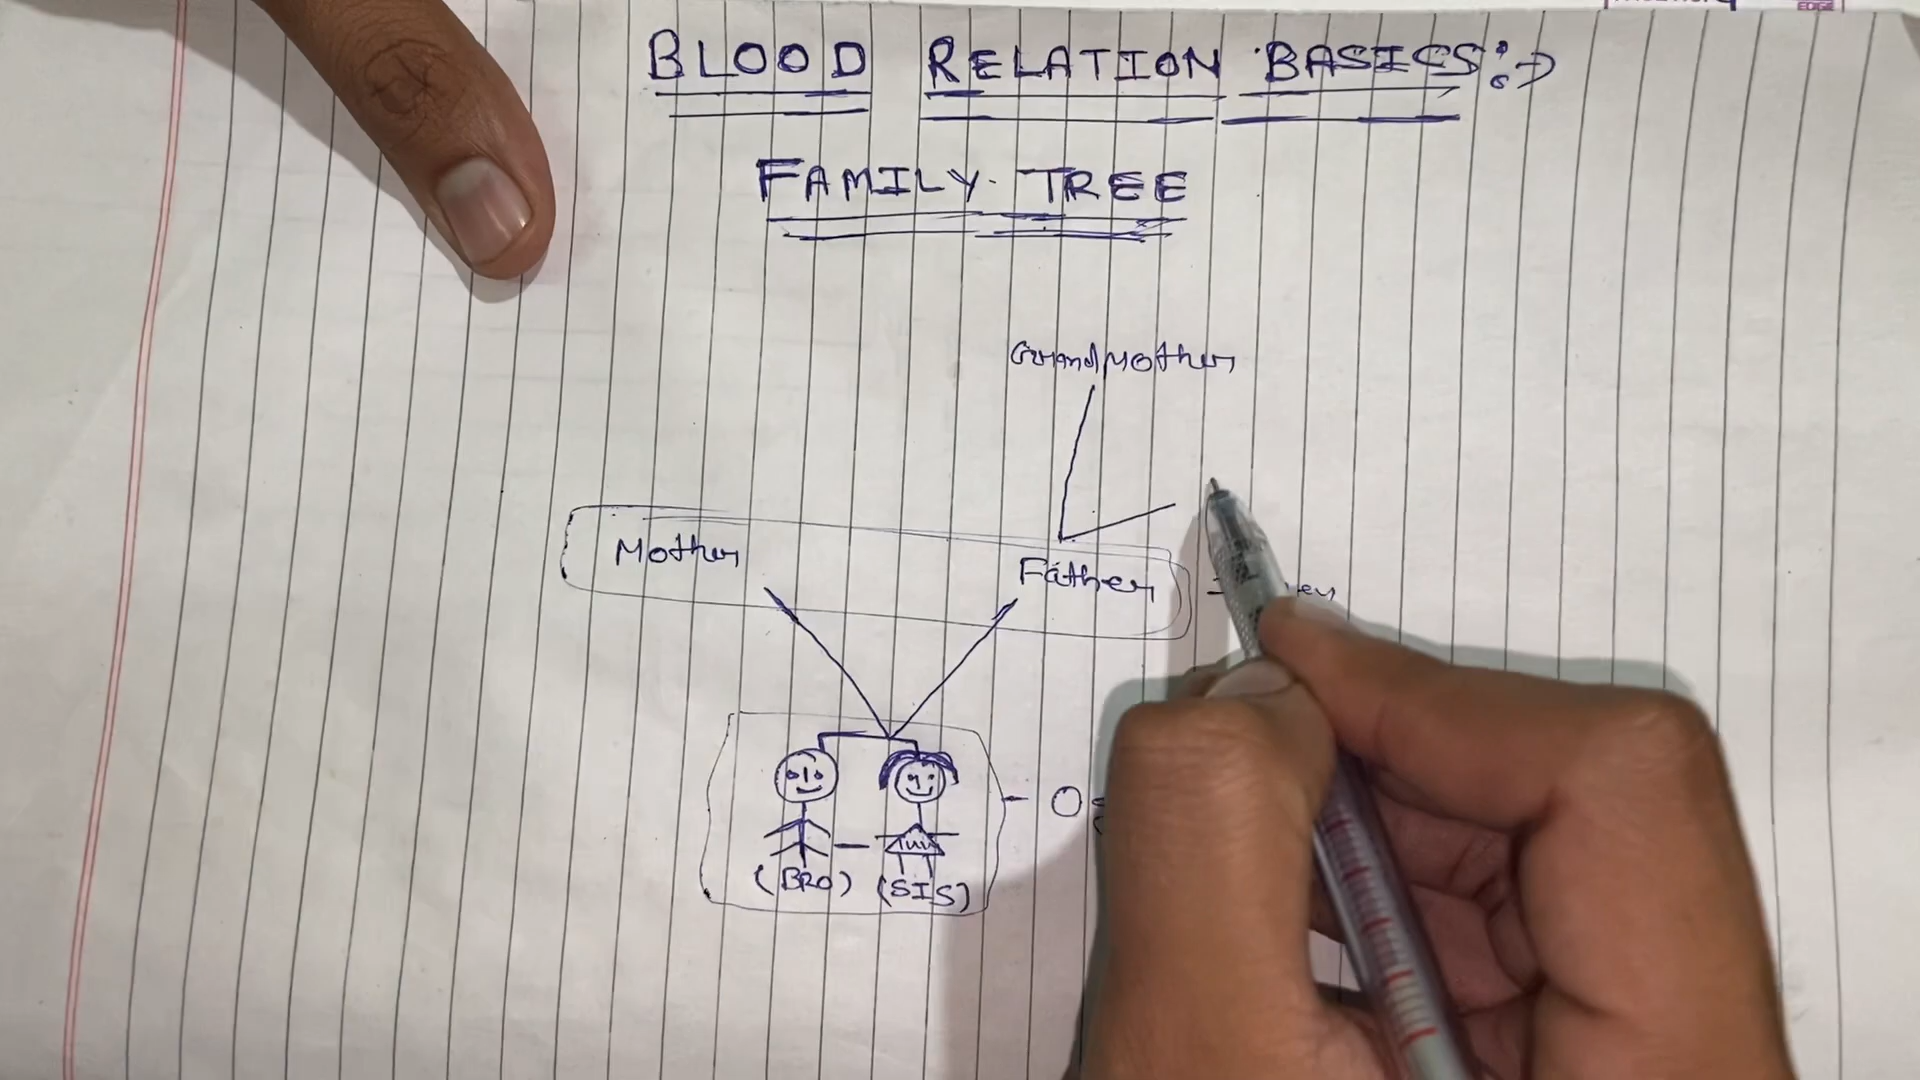 BLOOD RELATION BASICS :→
FAMILY TREE
GrandMother
Mother
Father
(BRO) — (SIS)